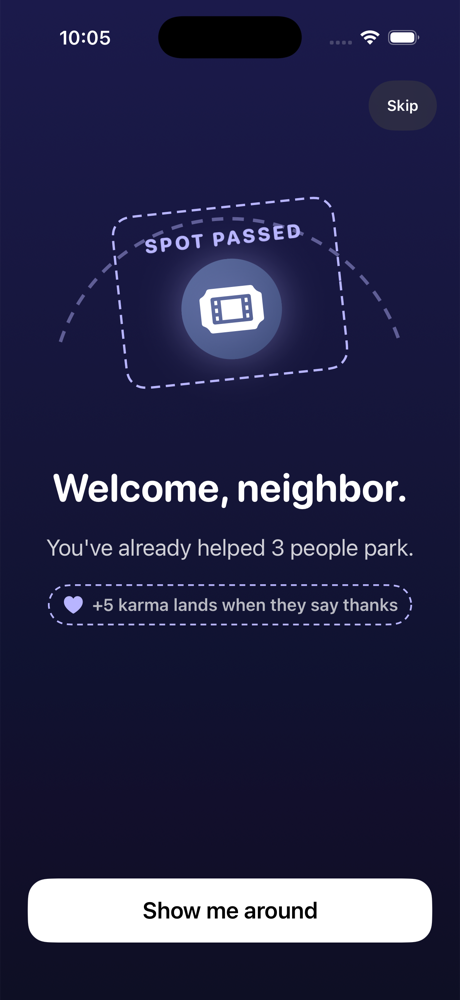 10:05
Skip
SPOT PASSED
Welcome, neighbor.
You've already helped 3 people park.
+5 karma lands when they say thanks
Show me around